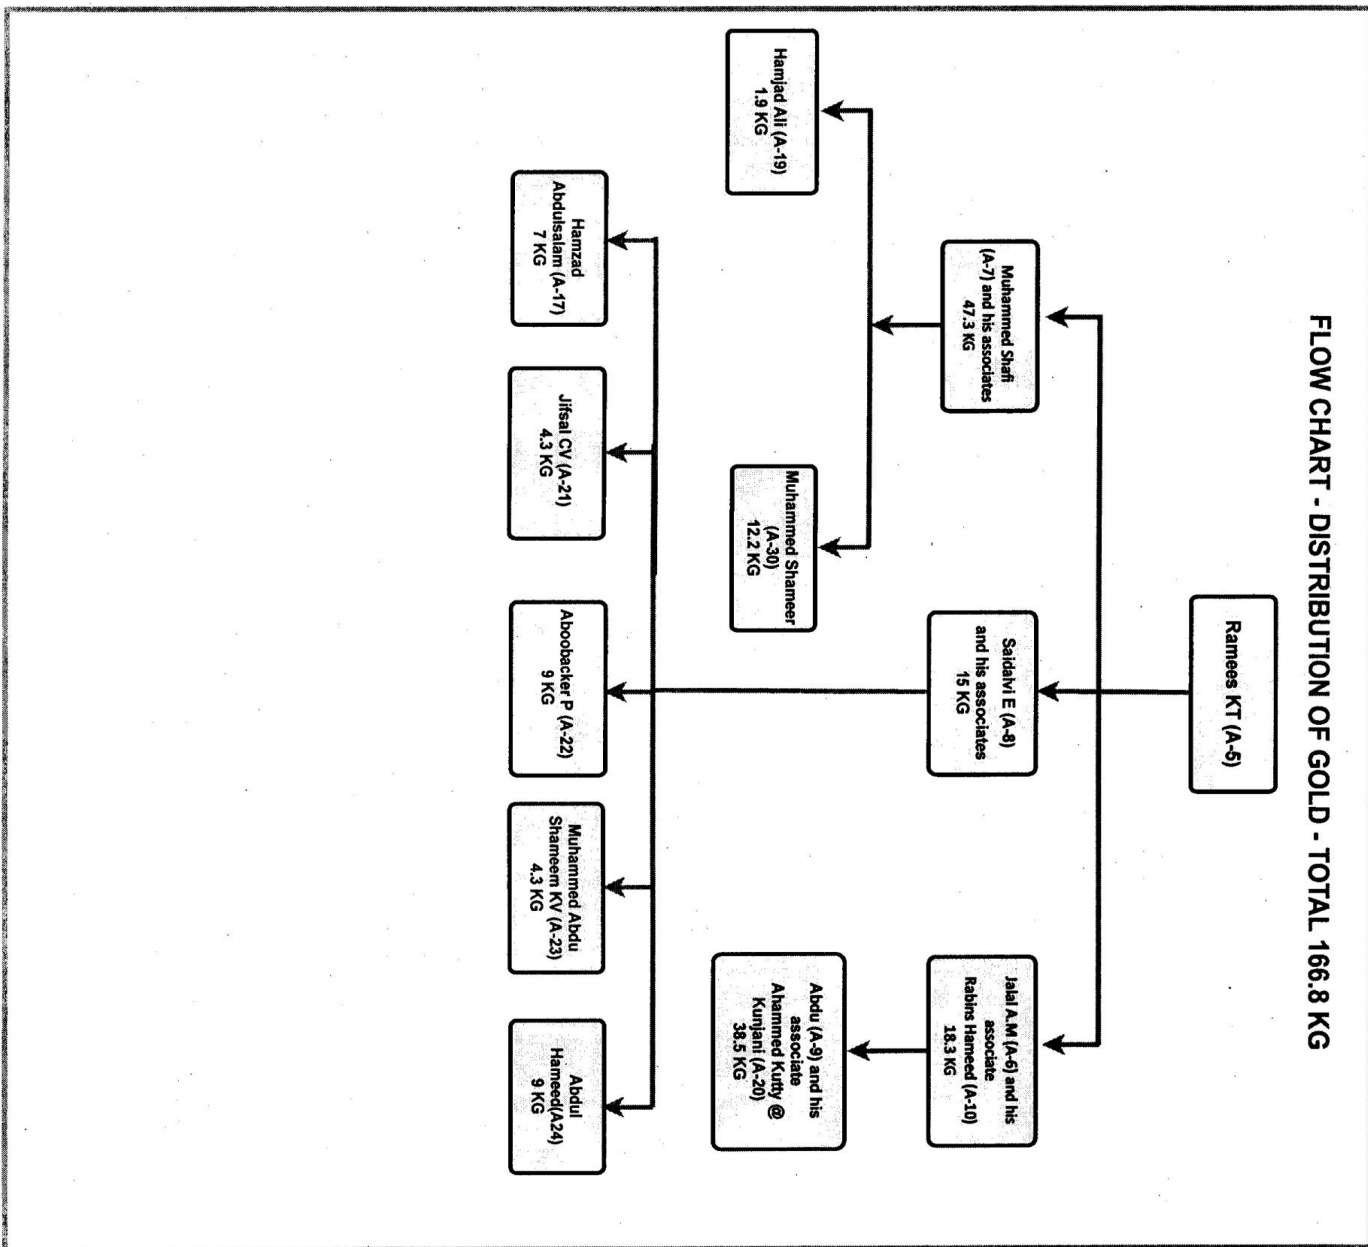 FLOW CHART - DISTRIBUTION OF GOLD - TOTAL 166.8 KG
Ramees KT (A-5)
Muhammed Shafi
(A-7) and his associates
47.3 KG
Saidalvi E (A-8)
and his associates
15 KG
Jalal A.M (A-6) and his
associate
Rabins Hameed (A-10)
18.3 KG
Hamjad Ali (A-19)
1.9 KG
Muhammed Shameer
(A-30)
12.2 KG
Abdu (A-9) and his
associate
Ahammed Kutty @
Kunjani (A-20)
38.5 KG
Hamzad
Abdulsalam (A-17)
7 KG
Jifsal CV (A-21)
4.3 KG
Aboobacker P (A-22)
9 KG
Muhammed Abdu
Shameem KV (A-23)
4.3 KG
Abdul
Hameed(A24)
9 KG